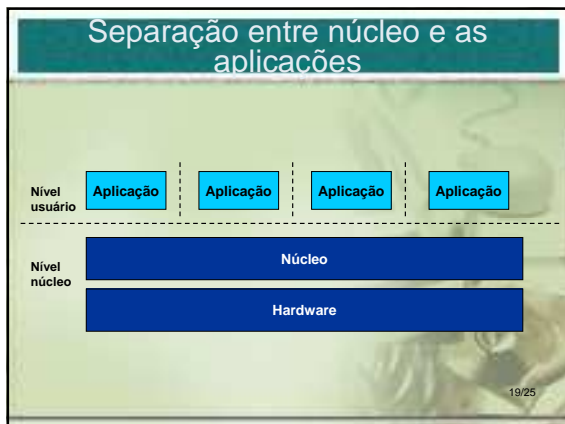 Separação entre núcleo e as
aplicações
Nível
usuário
Aplicação
Aplicação
Aplicação
Aplicação
Nível
núcleo
Núcleo
Hardware
19/25